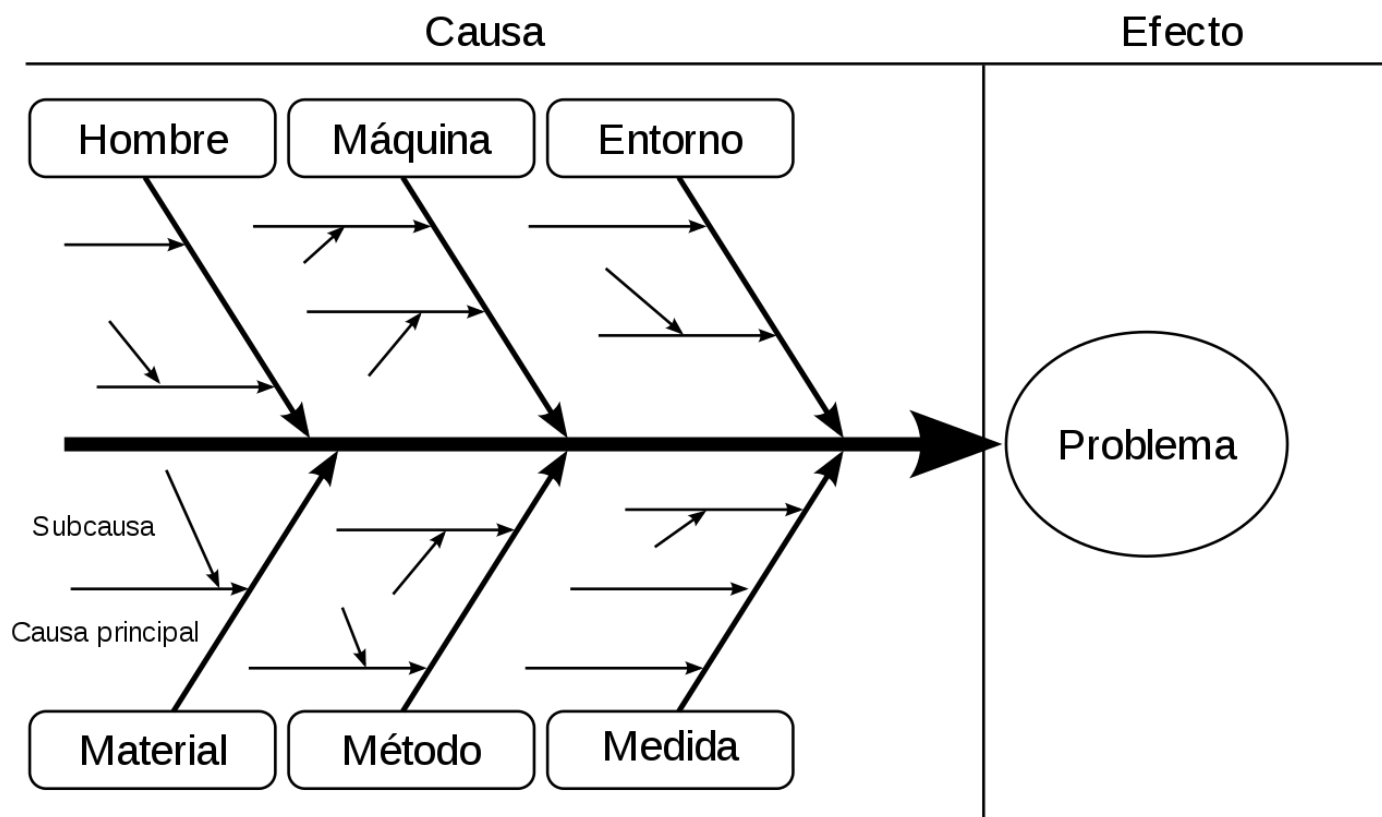 Causa
Efecto
Hombre
Máquina
Entorno
Problema
Subcausa
Causa principal
Material
Método
Medida